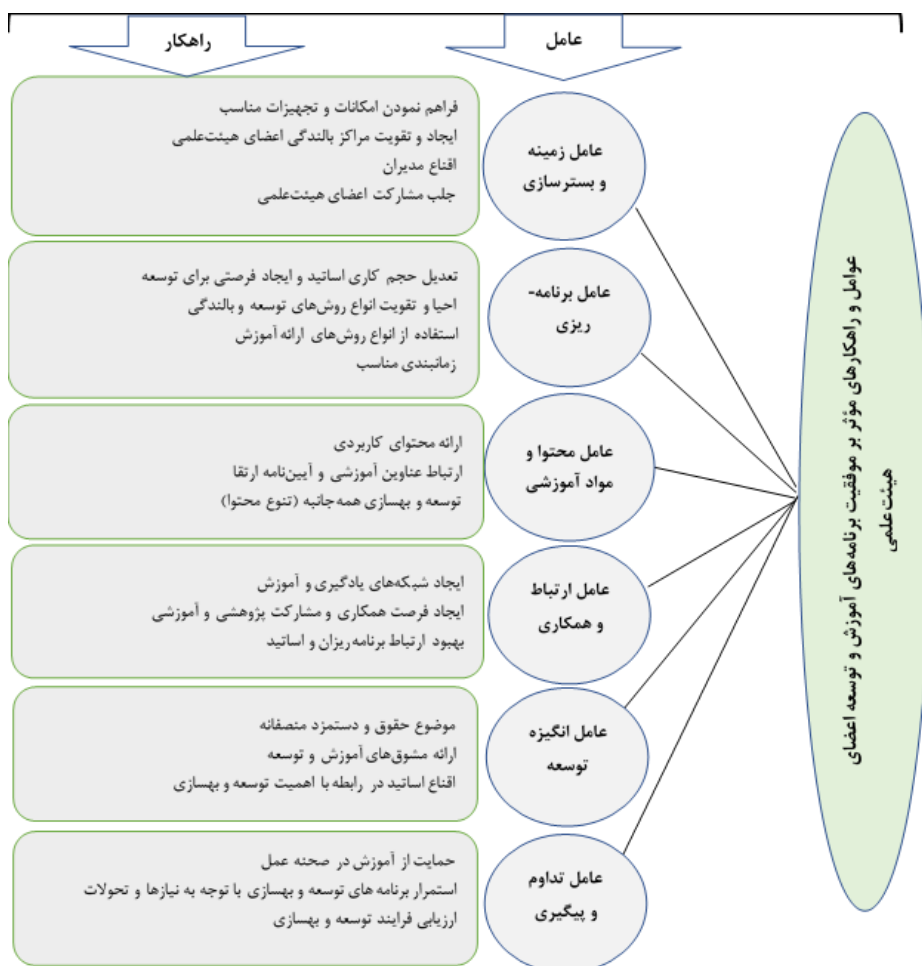 عامل
راهکار
عوامل و راهکارهای مؤثر بر موفقیت برنامه‌های آموزش و توسعه اعضای
هیئت‌علمی
عامل زمینه
و بسترسازی
فراهم نمودن امکانات و تجهیزات مناسب
ایجاد و تقویت مراکز بالندگی اعضای هیئت‌علمی
اقناع مدیران
جلب مشارکت اعضای هیئت‌علمی
عامل برنامه-
ریزی
تعدیل حجم کاری اساتید و ایجاد فرصتی برای توسعه
احیا و تقویت انواع روش‌های توسعه و بالندگی
استفاده از انواع روش‌های ارائه آموزش
زمانبندی مناسب
عامل محتوا و
مواد آموزشی
ارائه محتوای کاربردی
ارتباط عناوین آموزشی و آیین‌نامه ارتقا
توسعه و بهسازی همه‌جانبه (تنوع محتوا)
عامل ارتباط
و همکاری
ایجاد شبکه‌های یادگیری و آموزش
ایجاد فرصت همکاری و مشارکت پژوهشی و آموزشی
بهبود ارتباط برنامه‌ریزان و اساتید
عامل انگیزه
توسعه
موضوع حقوق و دستمزد منصفانه
ارائه مشوق‌های آموزش و توسعه
اقناع اساتید در رابطه با اهمیت توسعه و بهسازی
عامل تداوم
و پیگیری
حمایت از آموزش در صحنه عمل
استمرار برنامه های توسعه و بهسازی با توجه به نیازها و تحولات
ارزیابی فرایند توسعه و بهسازی